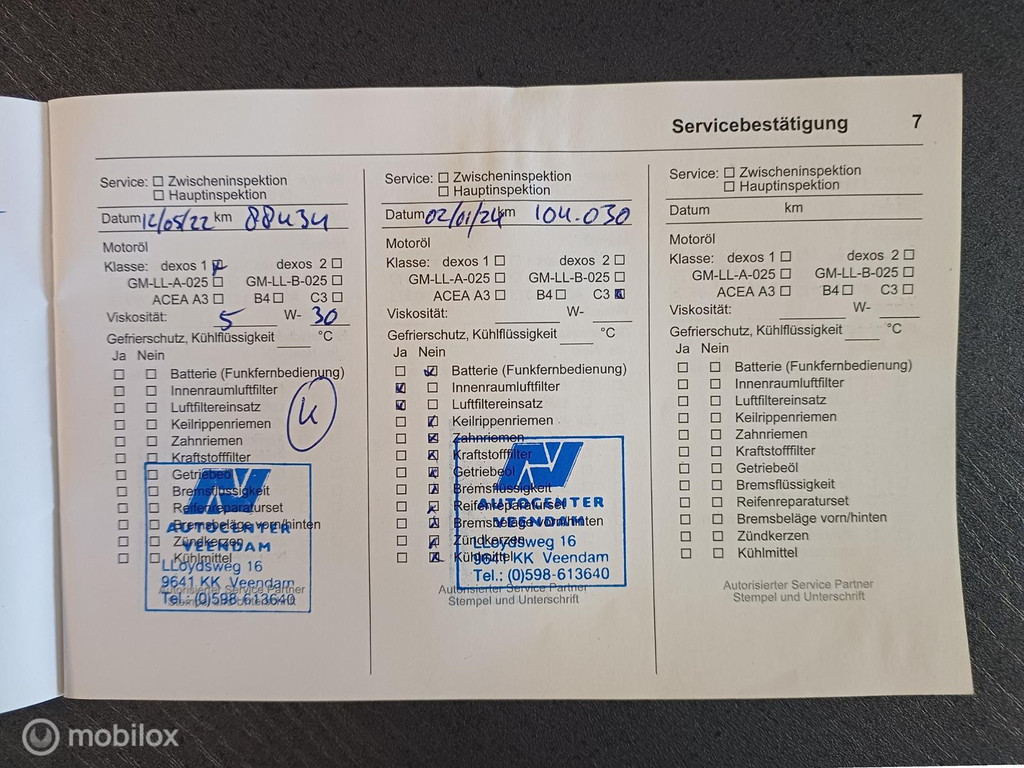 Servicebestätigung 7
Service: Zwischeninspektion
Hauptinspektion
Datum 12/05/22 km 88434
Motoröl
Klasse: dexos 1 dexos 2
GM-LL-A-025 GM-LL-B-025
ACEA A3 B4 C3
Viskosität: 5 W- 30
Gefrierschutz, Kühlflüssigkeit °C
Ja Nein
Batterie (Funkfernbedienung)
Innenraumluftfilter
Luftfiltereinsatz
Keilrippenriemen
Zahnriemen
Kraftstofffilter
Getriebeöl
Bremsflüssigkeit
Reifenreparaturset
Bremsbeläge vorn/hinten
Zündkerzen
Kühlmittel
K
AUTOCENTER
VEENDAM
LLoydsweg 16
9641 KK Veendam
Tel.: (0)598-613640
Autorisierter Service Partner
Stempel und Unterschrift
Service: Zwischeninspektion
Hauptinspektion
Datum 02/01/24 km 104.030
Motoröl
Klasse: dexos 1 dexos 2
GM-LL-A-025 GM-LL-B-025
ACEA A3 B4 C3
Viskosität: W-
Gefrierschutz, Kühlflüssigkeit °C
Ja Nein
Batterie (Funkfernbedienung)
Innenraumluftfilter
Luftfiltereinsatz
Keilrippenriemen
Zahnriemen
Kraftstofffilter
Getriebeöl
Bremsflüssigkeit
Reifenreparaturset
Bremsbeläge vorn/hinten
Zündkerzen
Kühlmittel
AUTOCENTER
VEENDAM
LLoydsweg 16
9641 KK Veendam
Tel.: (0)598-613640
Autorisierter Service Partner
Stempel und Unterschrift
Service: Zwischeninspektion
Hauptinspektion
Datum km
Motoröl
Klasse: dexos 1 dexos 2
GM-LL-A-025 GM-LL-B-025
ACEA A3 B4 C3
Viskosität: W-
Gefrierschutz, Kühlflüssigkeit °C
Ja Nein
Batterie (Funkfernbedienung)
Innenraumluftfilter
Luftfiltereinsatz
Keilrippenriemen
Zahnriemen
Kraftstofffilter
Getriebeöl
Bremsflüssigkeit
Reifenreparaturset
Bremsbeläge vorn/hinten
Zündkerzen
Kühlmittel
Autorisierter Service Partner
Stempel und Unterschrift
mobilox